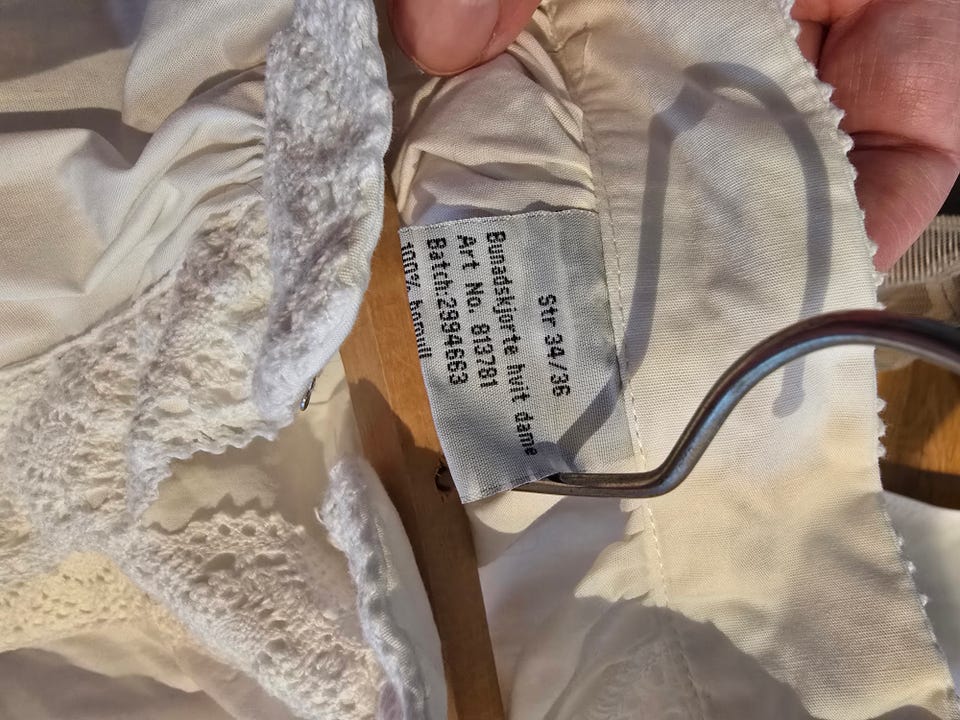 Str 34/36
Bunadskjorte hvit dame
Art No. 813781
Batch:2994663
100% bomull